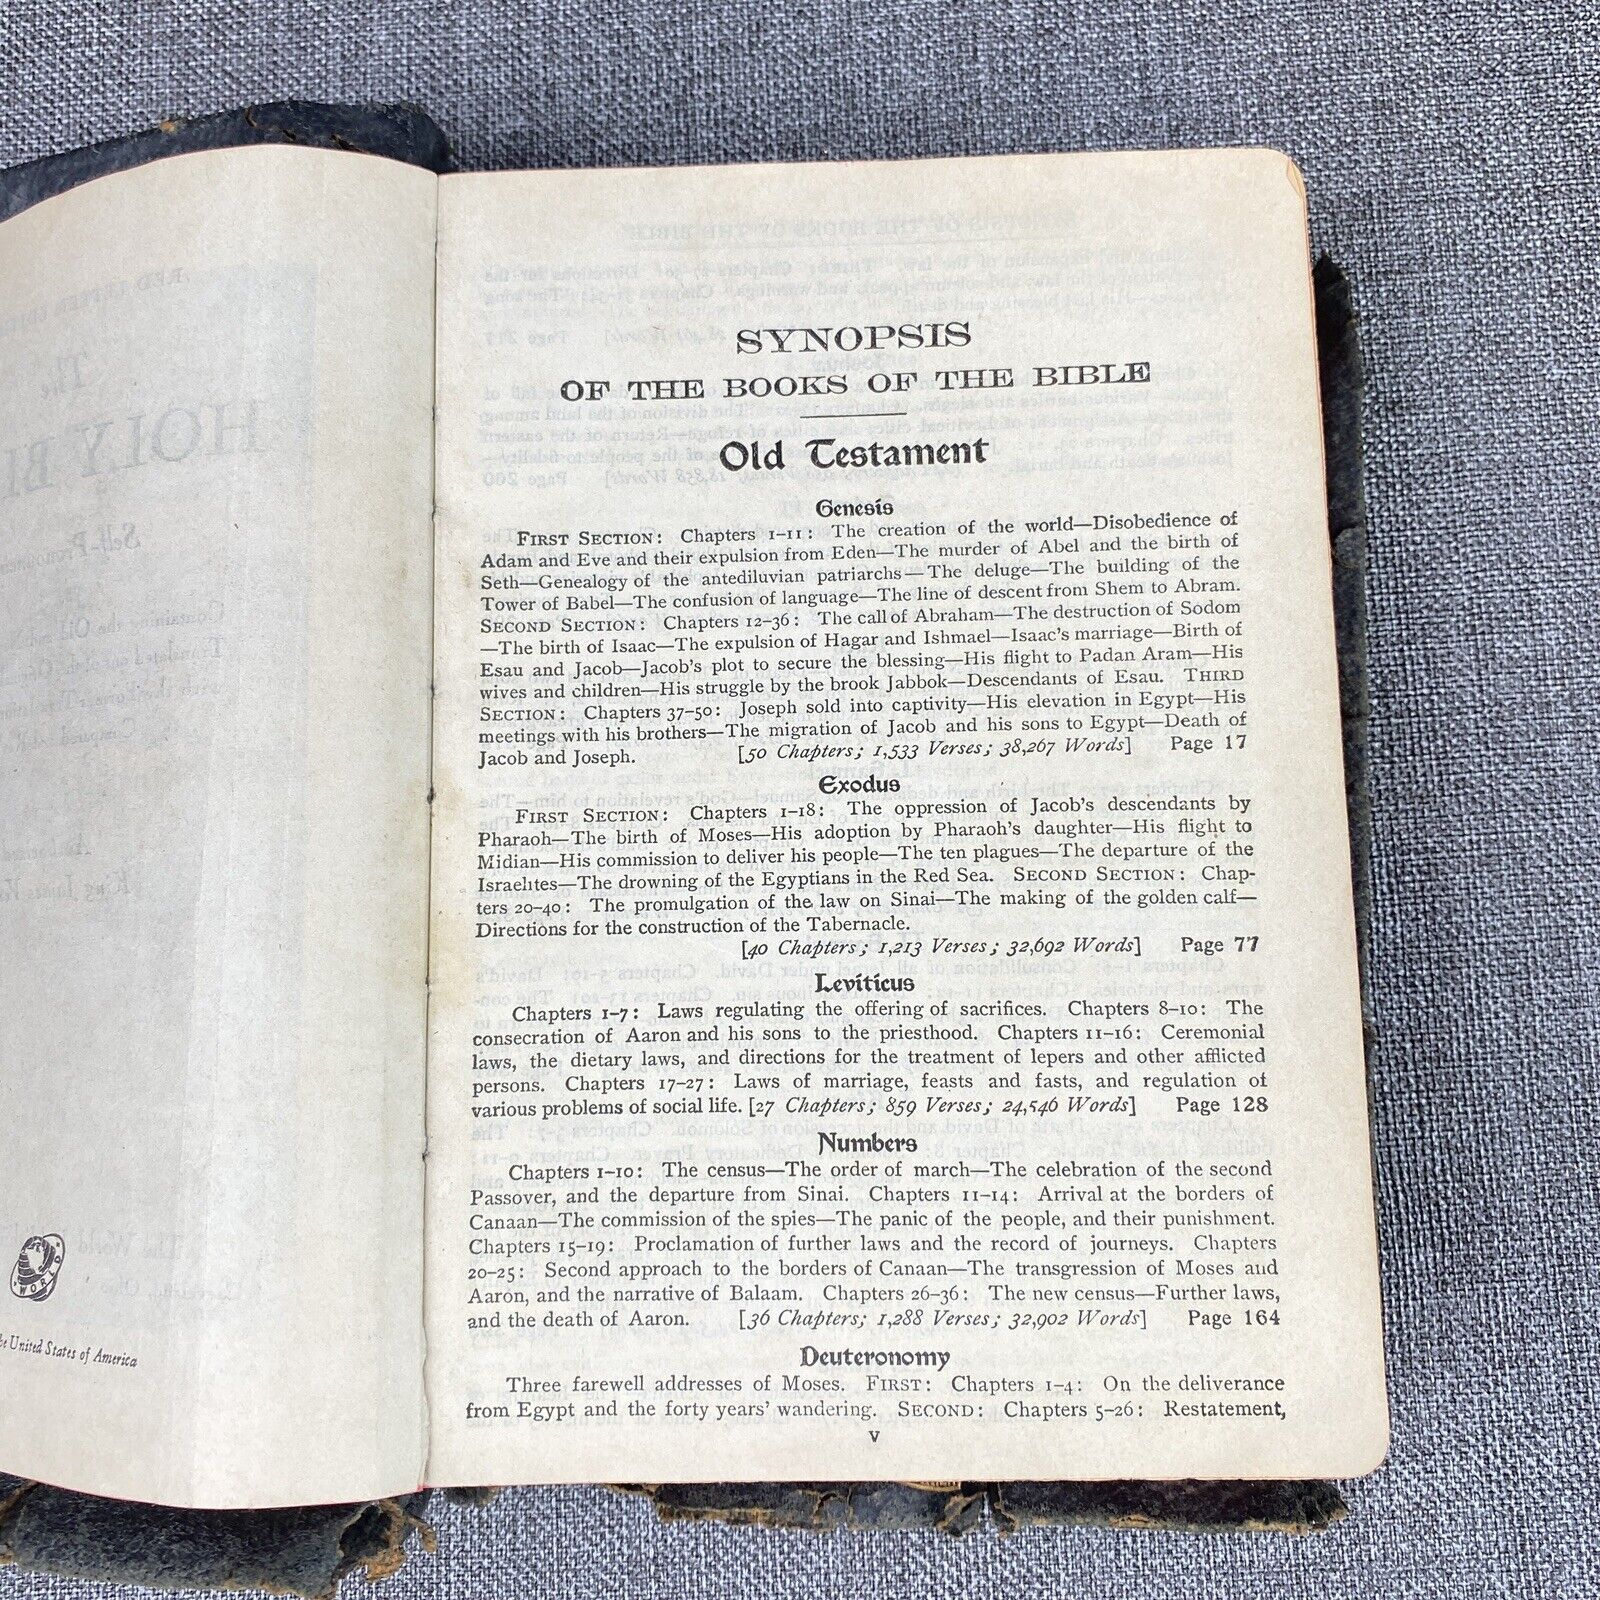 WORLD
the United States of America
SYNOPSIS
OF THE BOOKS OF THE BIBLE
Old Testament
Genesis
FIRST SECTION: Chapters 1-11: The creation of the world—Disobedience of
Adam and Eve and their expulsion from Eden—The murder of Abel and the birth of
Seth—Genealogy of the antediluvian patriarchs—The deluge—The building of the
Tower of Babel—The confusion of language—The line of descent from Shem to Abram.
SECOND SECTION: Chapters 12-36: The call of Abraham—The destruction of Sodom
—The birth of Isaac—The expulsion of Hagar and Ishmael—Isaac's marriage—Birth of
Esau and Jacob—Jacob's plot to secure the blessing—His flight to Padan Aram—His
wives and children—His struggle by the brook Jabbok—Descendants of Esau. THIRD
SECTION: Chapters 37-50: Joseph sold into captivity—His elevation in Egypt—His
meetings with his brothers—The migration of Jacob and his sons to Egypt—Death of
Jacob and Joseph. [50 Chapters; 1,533 Verses; 38,267 Words] Page 17
Exodus
FIRST SECTION: Chapters 1-18: The oppression of Jacob's descendants by
Pharaoh—The birth of Moses—His adoption by Pharaoh's daughter—His flight to
Midian—His commission to deliver his people—The ten plagues—The departure of the
Israelites—The drowning of the Egyptians in the Red Sea. SECOND SECTION: Chap-
ters 20-40: The promulgation of the law on Sinai—The making of the golden calf—
Directions for the construction of the Tabernacle.
[40 Chapters; 1,213 Verses; 32,692 Words] Page 77
Leviticus
Chapters 1-7: Laws regulating the offering of sacrifices. Chapters 8-10: The
consecration of Aaron and his sons to the priesthood. Chapters 11-16: Ceremonial
laws, the dietary laws, and directions for the treatment of lepers and other afflicted
persons. Chapters 17-27: Laws of marriage, feasts and fasts, and regulation of
various problems of social life. [27 Chapters; 859 Verses; 24,546 Words] Page 128
Numbers
Chapters 1-10: The census—The order of march—The celebration of the second
Passover, and the departure from Sinai. Chapters 11-14: Arrival at the borders of
Canaan—The commission of the spies—The panic of the people, and their punishment.
Chapters 15-19: Proclamation of further laws and the record of journeys. Chapters
20-25: Second approach to the borders of Canaan—The transgression of Moses and
Aaron, and the narrative of Balaam. Chapters 26-36: The new census—Further laws,
and the death of Aaron. [36 Chapters; 1,288 Verses; 32,902 Words] Page 164
Deuteronomy
Three farewell addresses of Moses. FIRST: Chapters 1-4: On the deliverance
from Egypt and the forty years' wandering. SECOND: Chapters 5-26: Restatement,
V